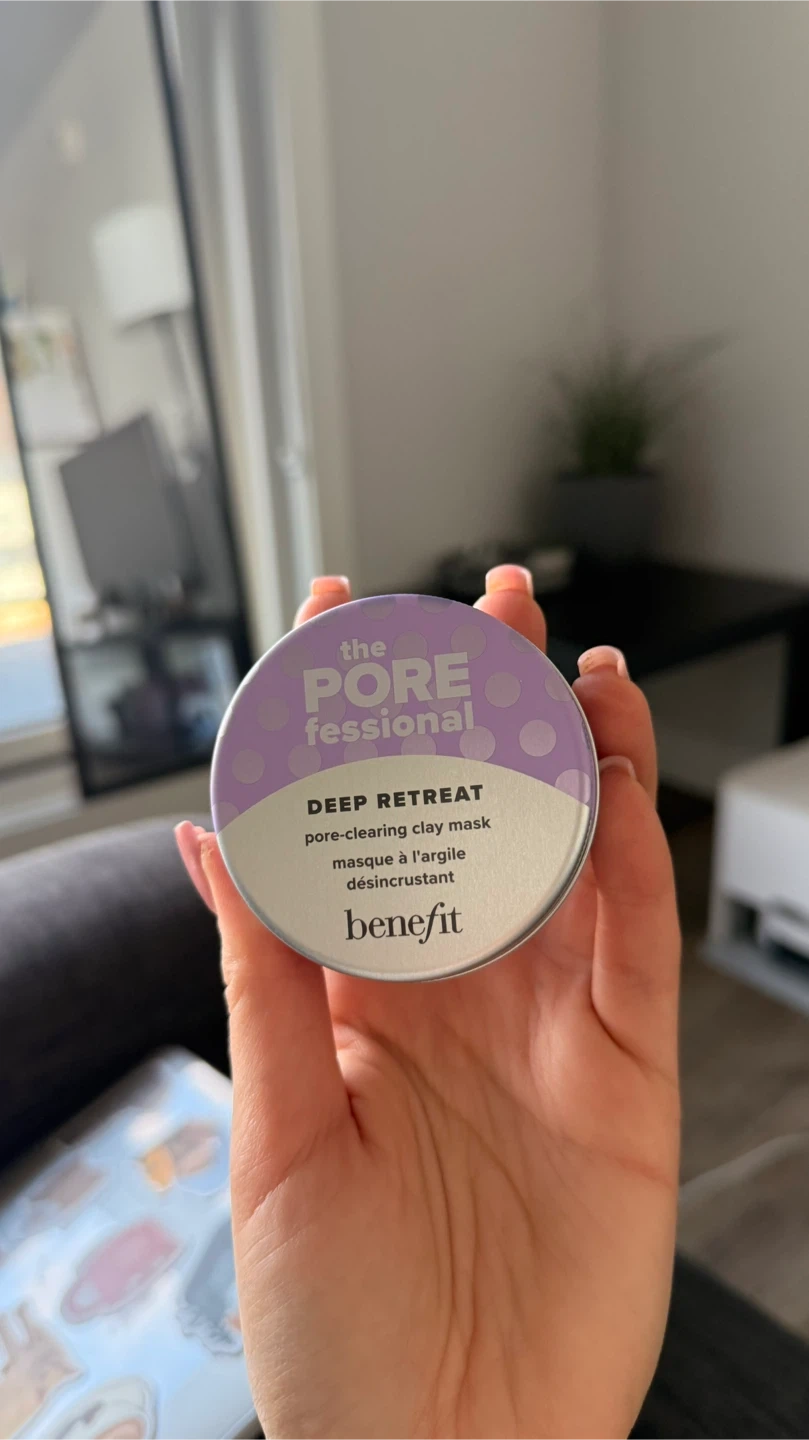 the
PORE
fessional
DEEP RETREAT
pore-clearing clay mask
masque à l'argile
désincrustant
benefit